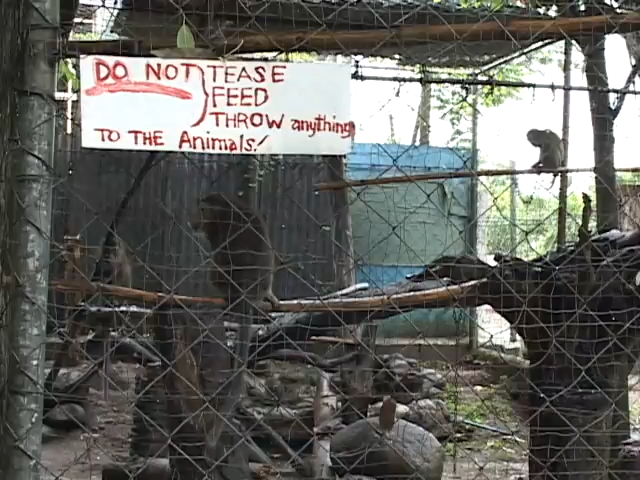 DO NOT } TEASE
FEED
THROW anything
TO THE Animals!